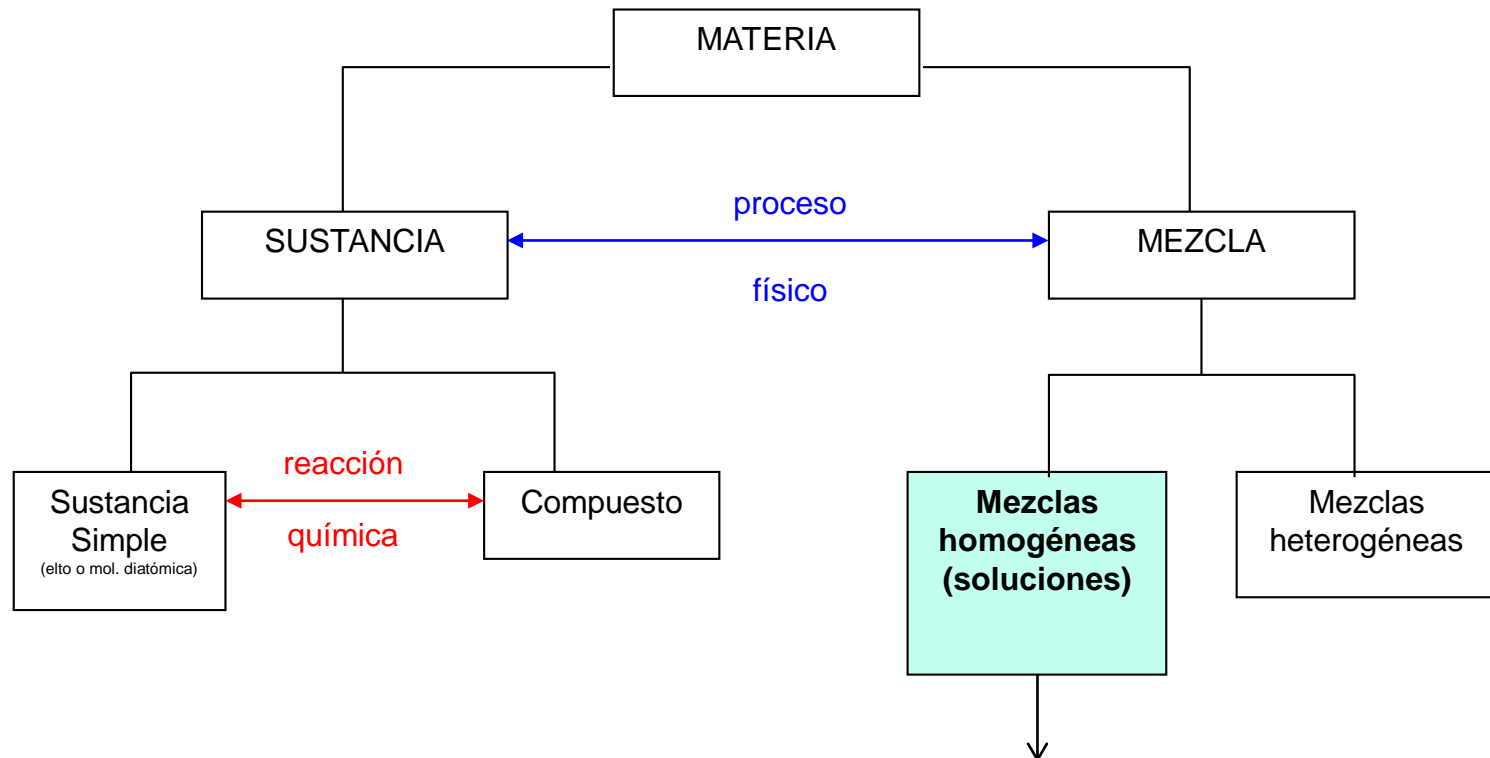 MATERIA
proceso
SUSTANCIA
MEZCLA
físico
reacción
química
Sustancia
Simple
(elto o mol. diatómica)
Compuesto
Mezclas
homogéneas
(soluciones)
Mezclas
heterogéneas